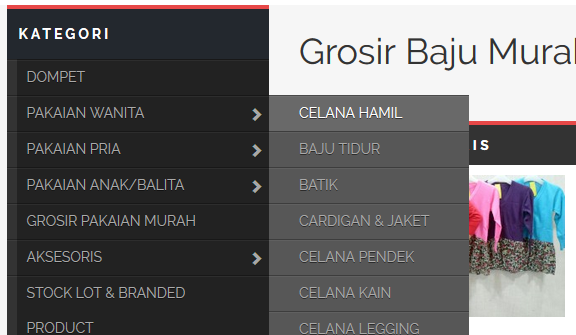 KATEGORI
DOMPET
PAKAIAN WANITA
PAKAIAN PRIA
PAKAIAN ANAK/BALITA
GROSIR PAKAIAN MURAH
AKSESORIS
STOCK LOT & BRANDED
PRODUCT
CELANA HAMIL
BAJU TIDUR
BATIK
CARDIGAN & JAKET
CELANA PENDEK
CELANA KAIN
CELANA LEGGING
Grosir Baju Mura
IS